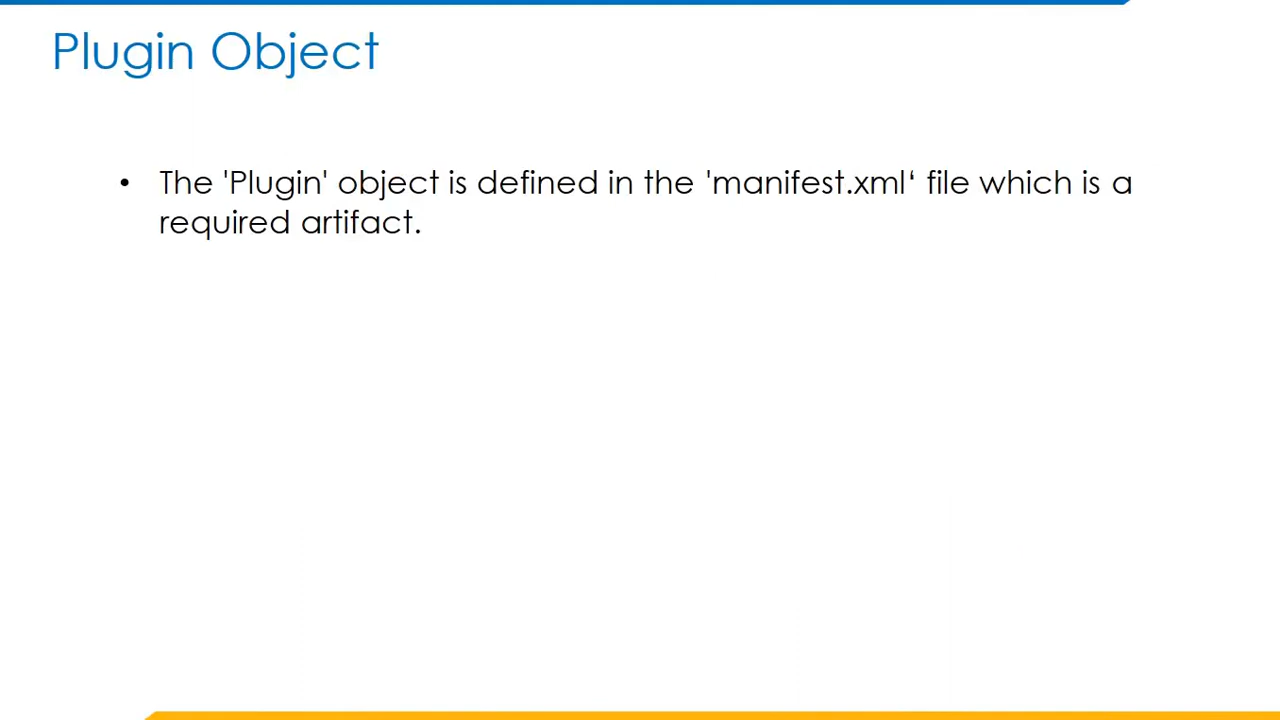 Plugin Object
• The 'Plugin' object is defined in the 'manifest.xml‘ file which is a
required artifact.